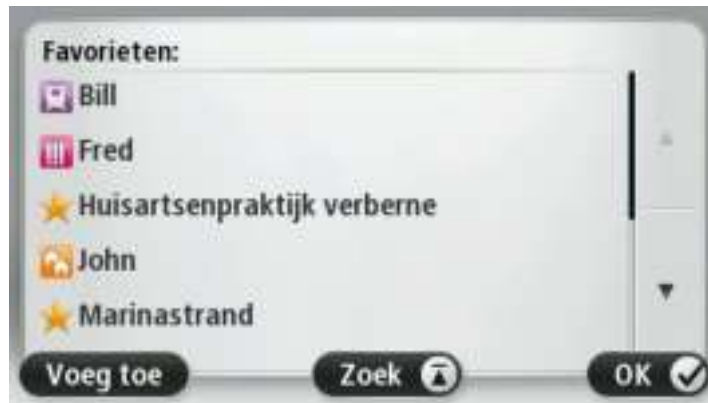 Favorieten:
Bill
Fred
Huisartsenpraktijk verberne
John
Marinastrand
Voeg toe
Zoek
OK